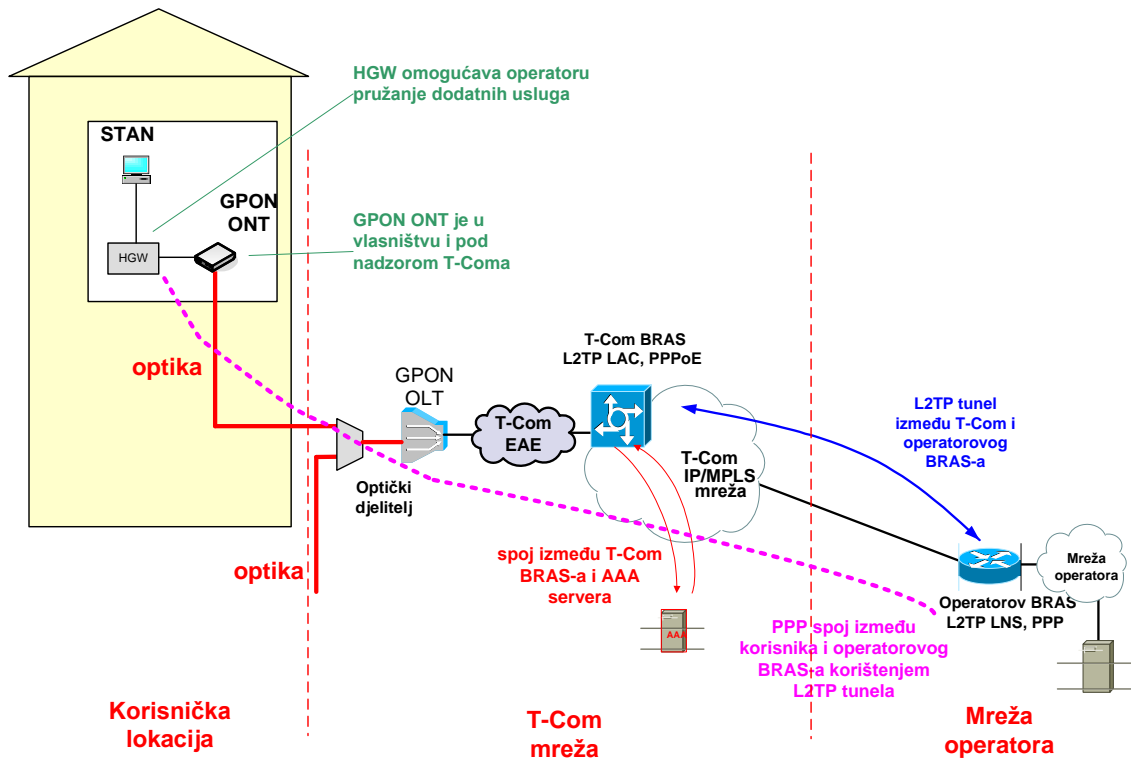 HGW omogućava operatoru
pružanje dodatnih usluga
STAN
GPON
ONT
HGW
GPON ONT je u
vlasništvu i pod
nadzorom T-Coma
optika
optika
T-Com BRAS
L2TP LAC, PPPoE
GPON
OLT
T-Com
EAE
Optički
djelitelj
T-Com
IP/MPLS
mreža
L2TP tunel
između T-Com i
operatorovog
BRAS-a
spoj između T-Com
BRAS-a i AAA
servera
AAA
Mreža
operatora
Operatorov BRAS
L2TP LNS, PPP
PPP spoj između
korisnika i operatorovog
BRAS-a korištenjem
L2TP tunela
Korisnička
lokacija
T-Com
mreža
Mreža
operatora